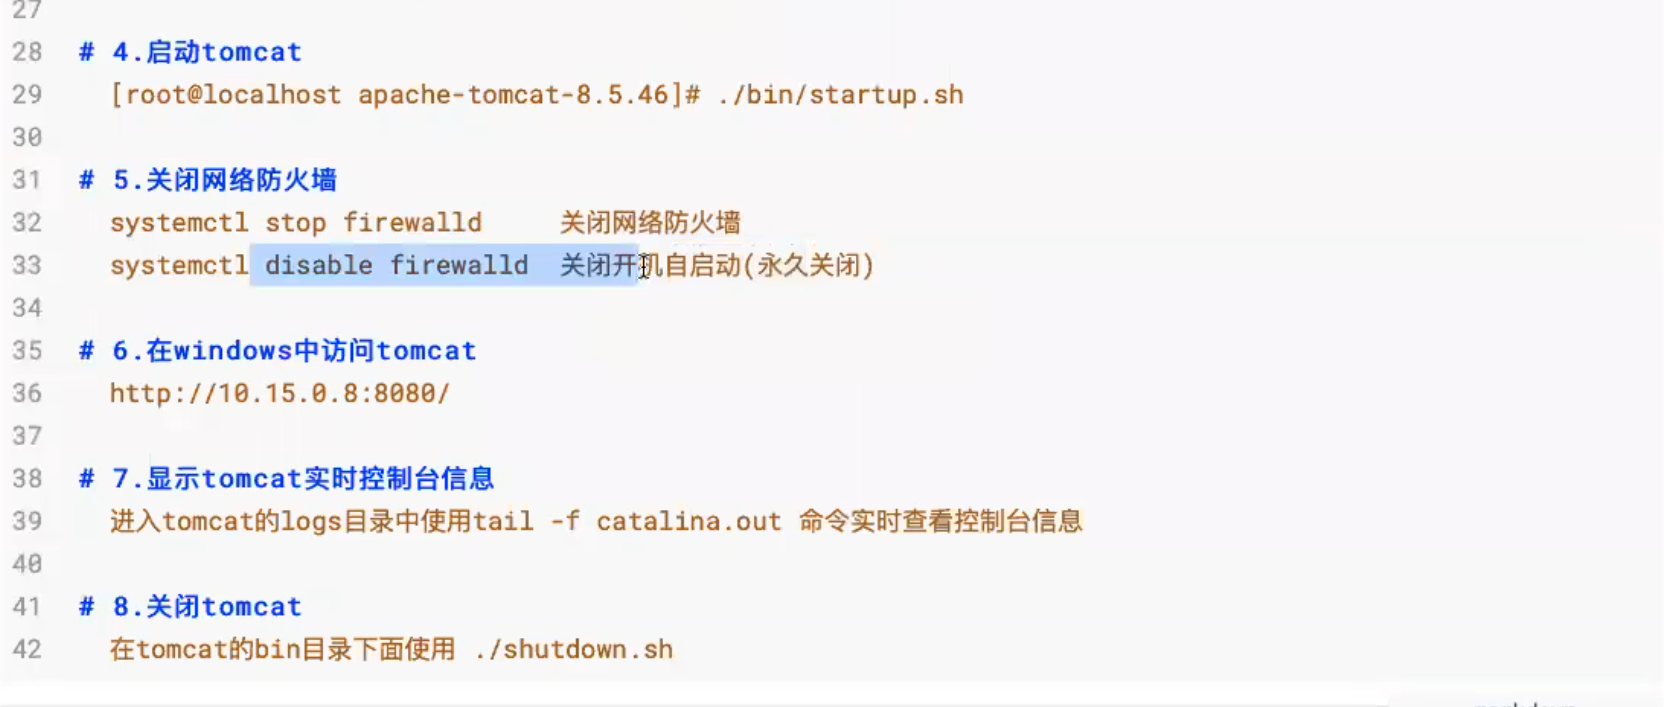 27
28 # 4.启动tomcat
29 [root@localhost apache-tomcat-8.5.46]# ./bin/startup.sh
30
31 # 5.关闭网络防火墙
32 systemctl stop firewalld 关闭网络防火墙
33 systemctl disable firewalld 关闭开机自启动(永久关闭)
34
35 # 6.在windows中访问tomcat
36 http://10.15.0.8:8080/
37
38 # 7.显示tomcat实时控制台信息
39 进入tomcat的logs目录中使用tail -f catalina.out 命令实时查看控制台信息
40
41 # 8.关闭tomcat
42 在tomcat的bin目录下面使用 ./shutdown.sh